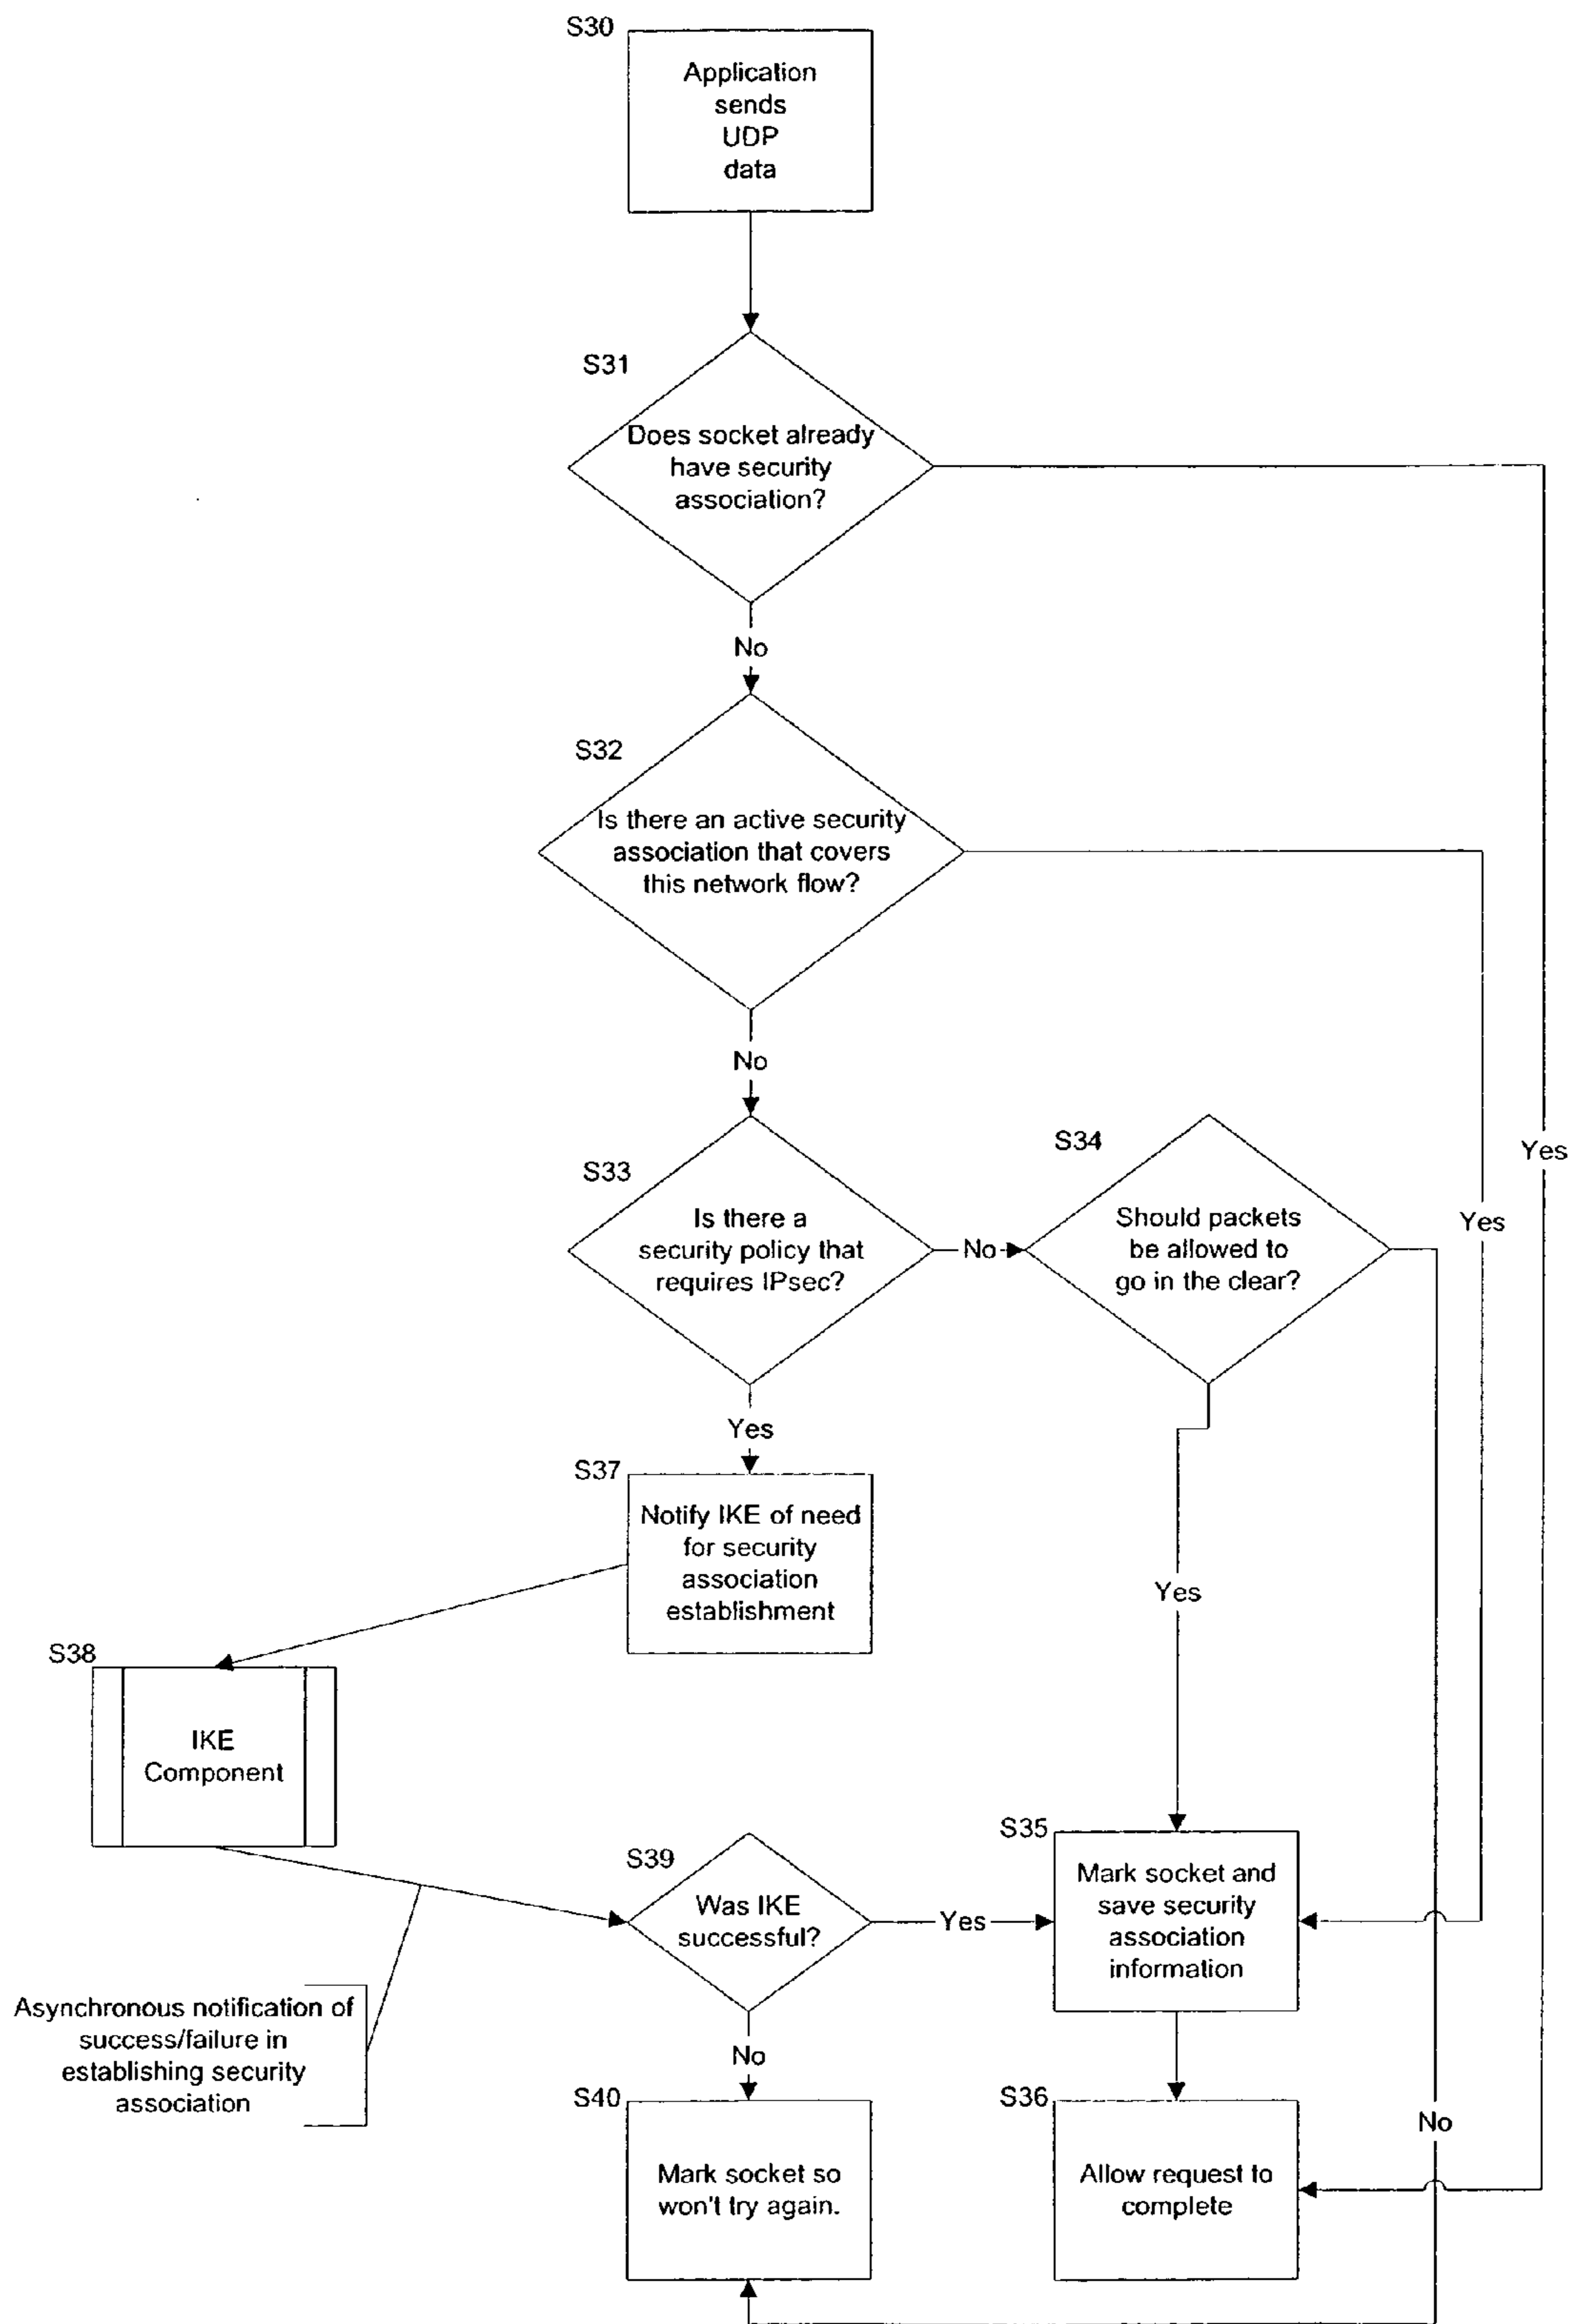 S30
Application
sends
UDP
data
S31
Does socket already
have security
association?
No
S32
Is there an active security
association that covers
this network flow?
No
S33
Is there a
security policy that
requires IPsec?
No
S34
Should packets
be allowed to
go in the clear?
Yes
Yes
Yes
S37
Notify IKE of need
for security
association
establishment
Yes
S38
IKE
Component
S39
Was IKE
successful?
Yes
S35
Mark socket and
save security
association
information
Asynchronous notification of
success/failure in
establishing security
association
No
S40
Mark socket so
won't try again.
S36
Allow request to
complete
No